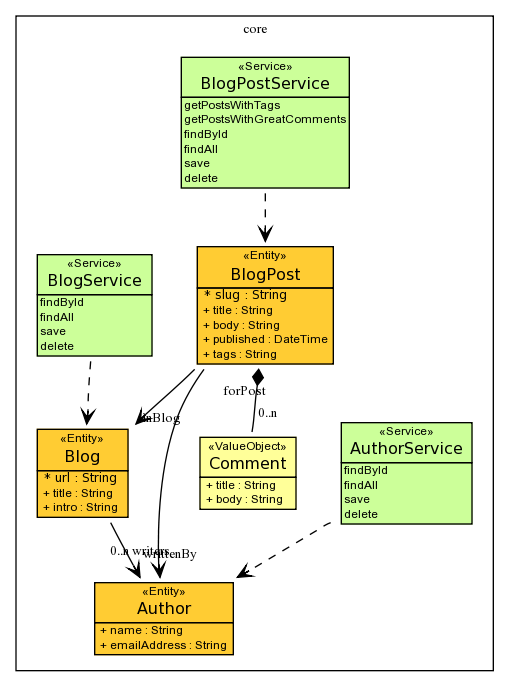 core
«Service»
BlogPostService
getPostsWithTags
getPostsWithGreatComments
findById
findAll
save
delete
«Service»
BlogService
findById
findAll
save
delete
«Entity»
BlogPost
* slug : String
+ title : String
+ body : String
+ published : DateTime
+ tags : String
forPost
0..n
inBlog
«Entity»
Blog
* url : String
+ title : String
+ intro : String
«ValueObject»
Comment
+ title : String
+ body : String
«Service»
AuthorService
findById
findAll
save
delete
0..n writers
writtenBy
«Entity»
Author
+ name : String
+ emailAddress : String